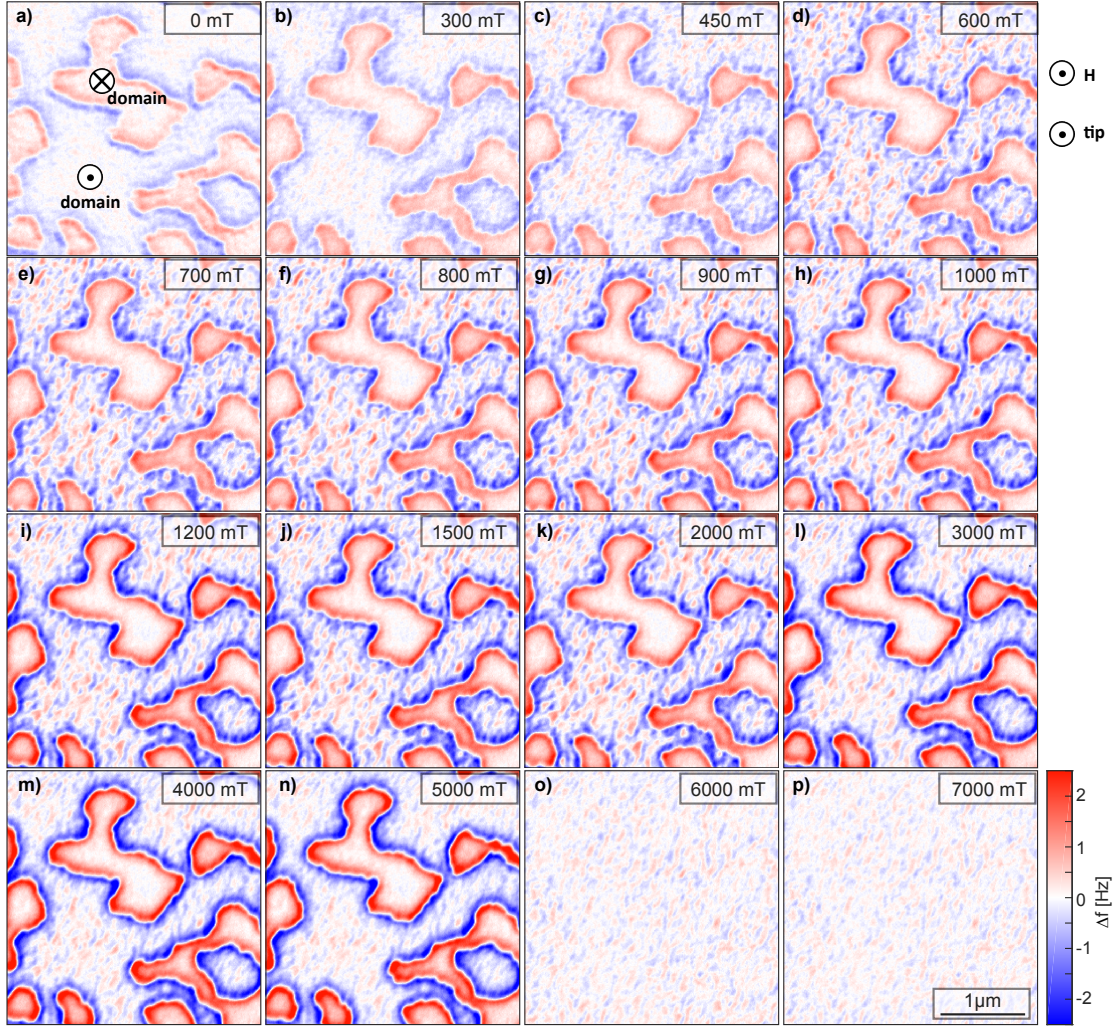 a) 0 mT
domain
domain
b) 300 mT
c) 450 mT
d) 600 mT
H
tip
e) 700 mT
f) 800 mT
g) 900 mT
h) 1000 mT
i) 1200 mT
j) 1500 mT
k) 2000 mT
l) 3000 mT
m) 4000 mT
n) 5000 mT
o) 6000 mT
p) 7000 mT
1μm
2
1
0
-1
-2
Δf [Hz]